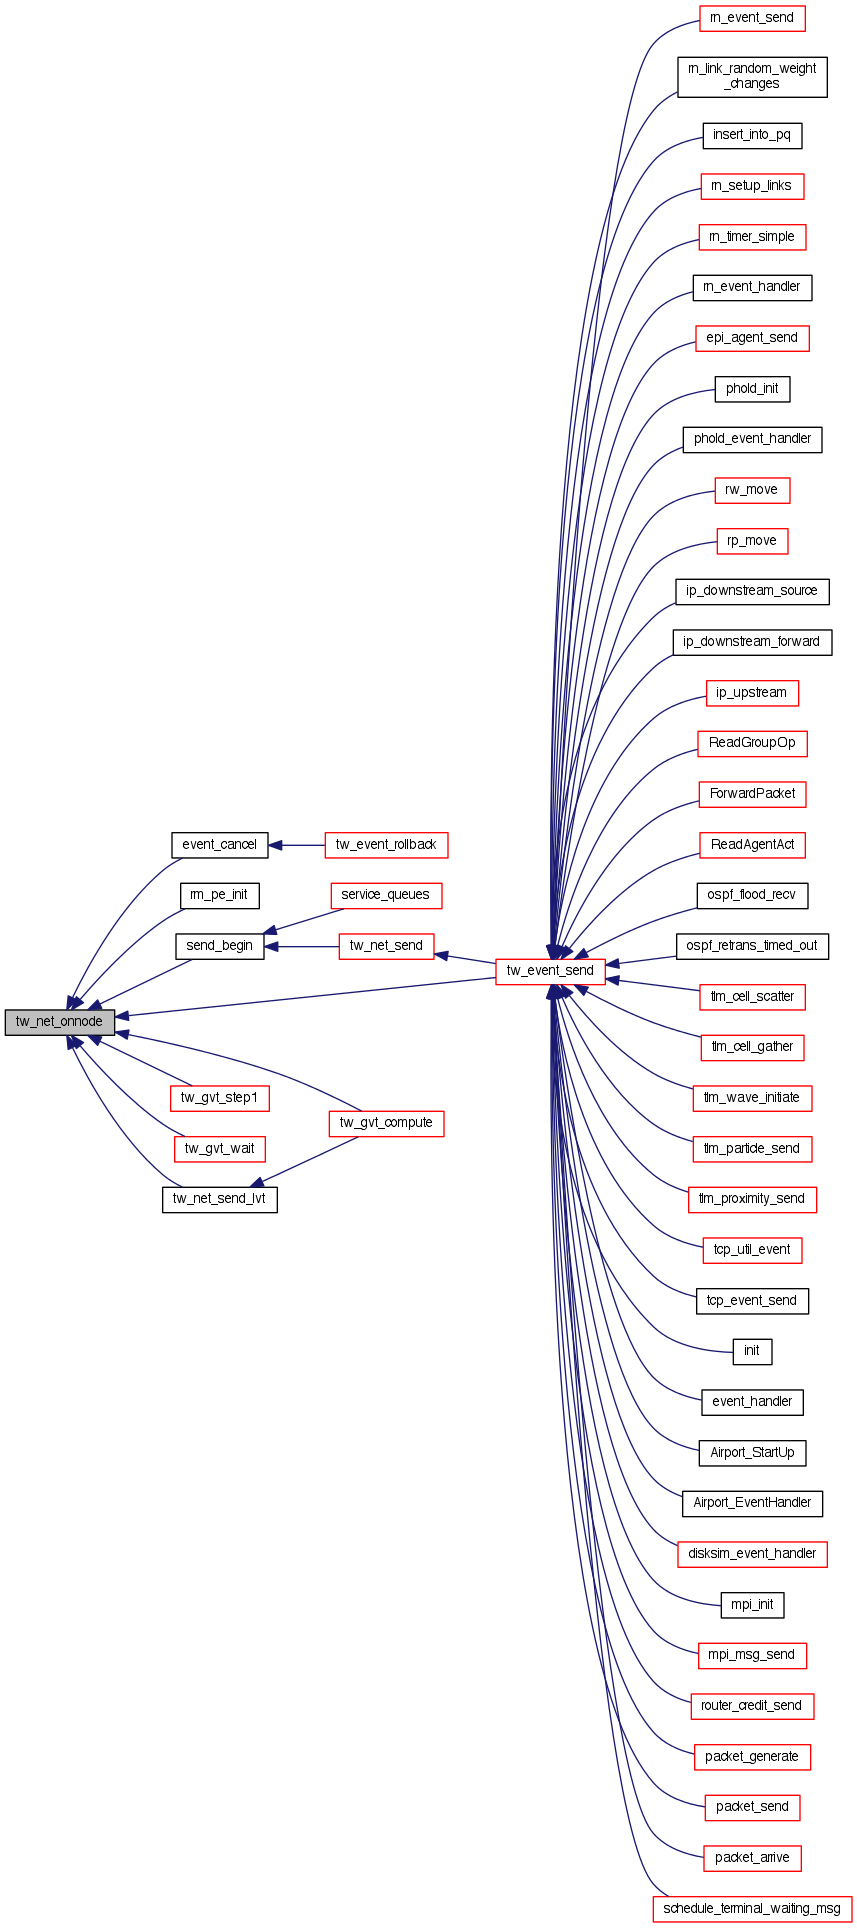 rn_event_send
rn_link_random_weight
_changes
insert_into_pq
rn_setup_links
rn_timer_simple
rn_event_handler
epi_agent_send
phold_init
phold_event_handler
rw_move
rp_move
ip_downstream_source
ip_downstream_forward
ip_upstream
ReadGroupOp
ForwardPacket
event_cancel
tw_event_rollback
ReadAgentAct
rm_pe_init
service_queues
ospf_flood_recv
send_begin
tw_net_send
ospf_retrans_timed_out
tw_event_send
tlm_cell_scatter
tw_net_onnode
tlm_cell_gather
tw_gvt_step1
tlm_wave_initiate
tw_gvt_compute
tw_gvt_wait
tlm_particle_send
tw_net_send_lvt
tlm_proximity_send
tcp_util_event
tcp_event_send
init
event_handler
Airport_StartUp
Airport_EventHandler
disksim_event_handler
mpi_init
mpi_msg_send
router_credit_send
packet_generate
packet_send
packet_arrive
schedule_terminal_waiting_msg